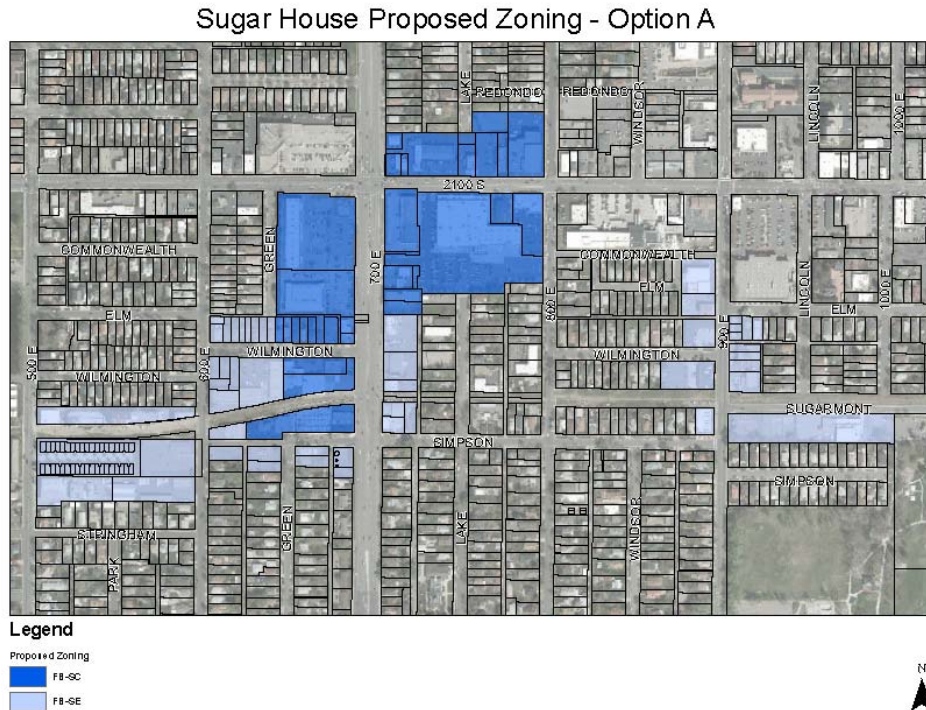 Sugar House Proposed Zoning - Option A
LAKE
REDONDO
REDONDO
WINDSOR
LINCOLN
1000 E
2100 S
COMMONWEALTH
GREEN
700 E
COMMONWEALTH
ELM
800 E
LINCOLN
1000 E
ELM
ELM
500 E
600 E
WILMINGTON
WILMINGTON
WILMINGTON
900 E
SUGARMONT
SIMPSON
SIMPSON
STRINGHAM
PARK
GREEN
LAKE
WINDSOR
Legend
Proposed Zoning
FB-SC
FB-SE
N